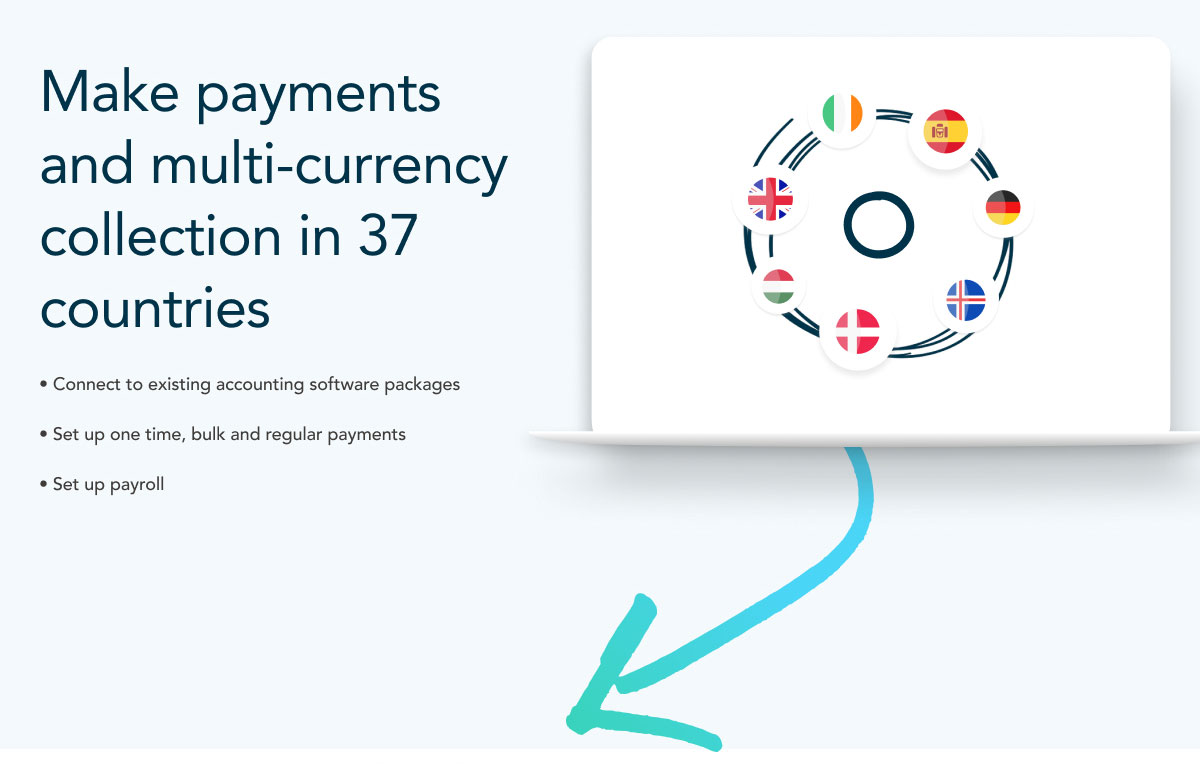 Make payments
and multi-currency
collection in 37
countries
• Connect to existing accounting software packages
• Set up one time, bulk and regular payments
• Set up payroll